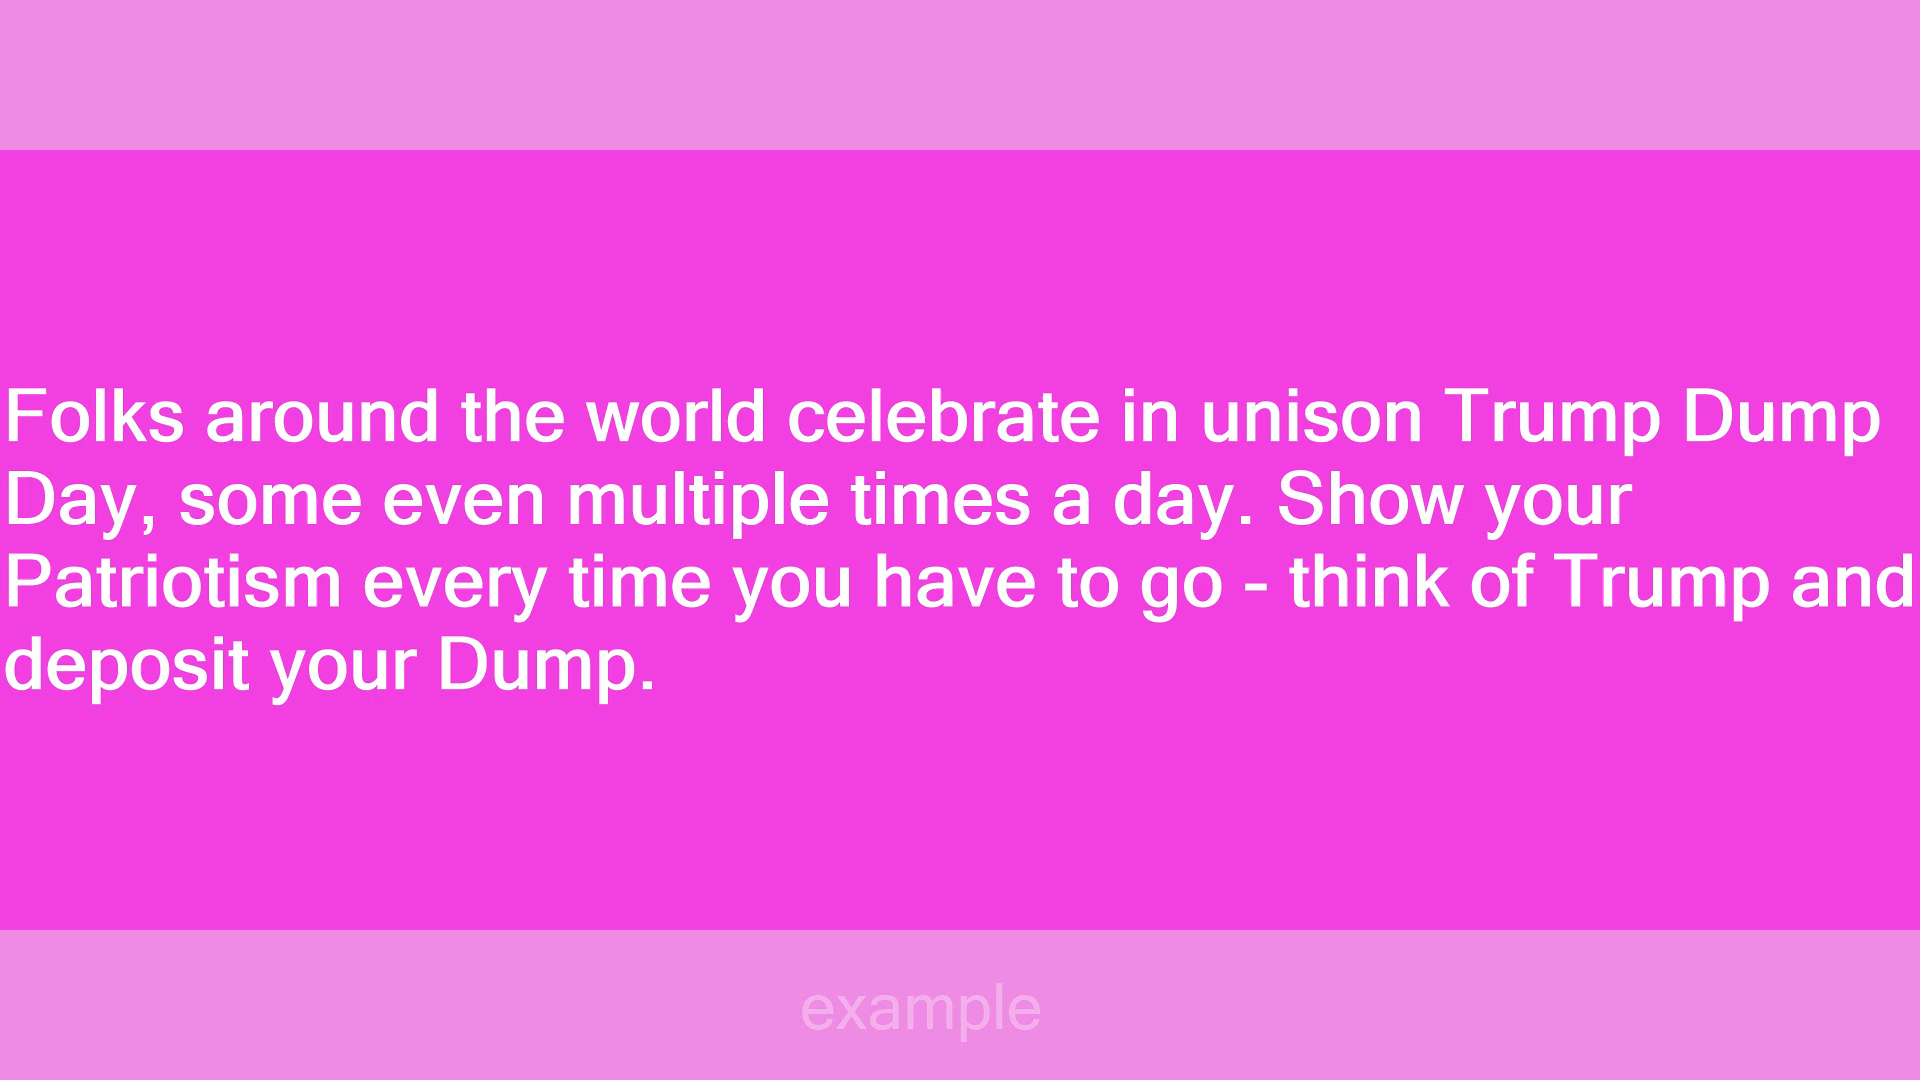 Folks around the world celebrate in unison Trump Dump
Day, some even multiple times a day. Show your
Patriotism every time you have to go - think of Trump and
deposit your Dump.
example